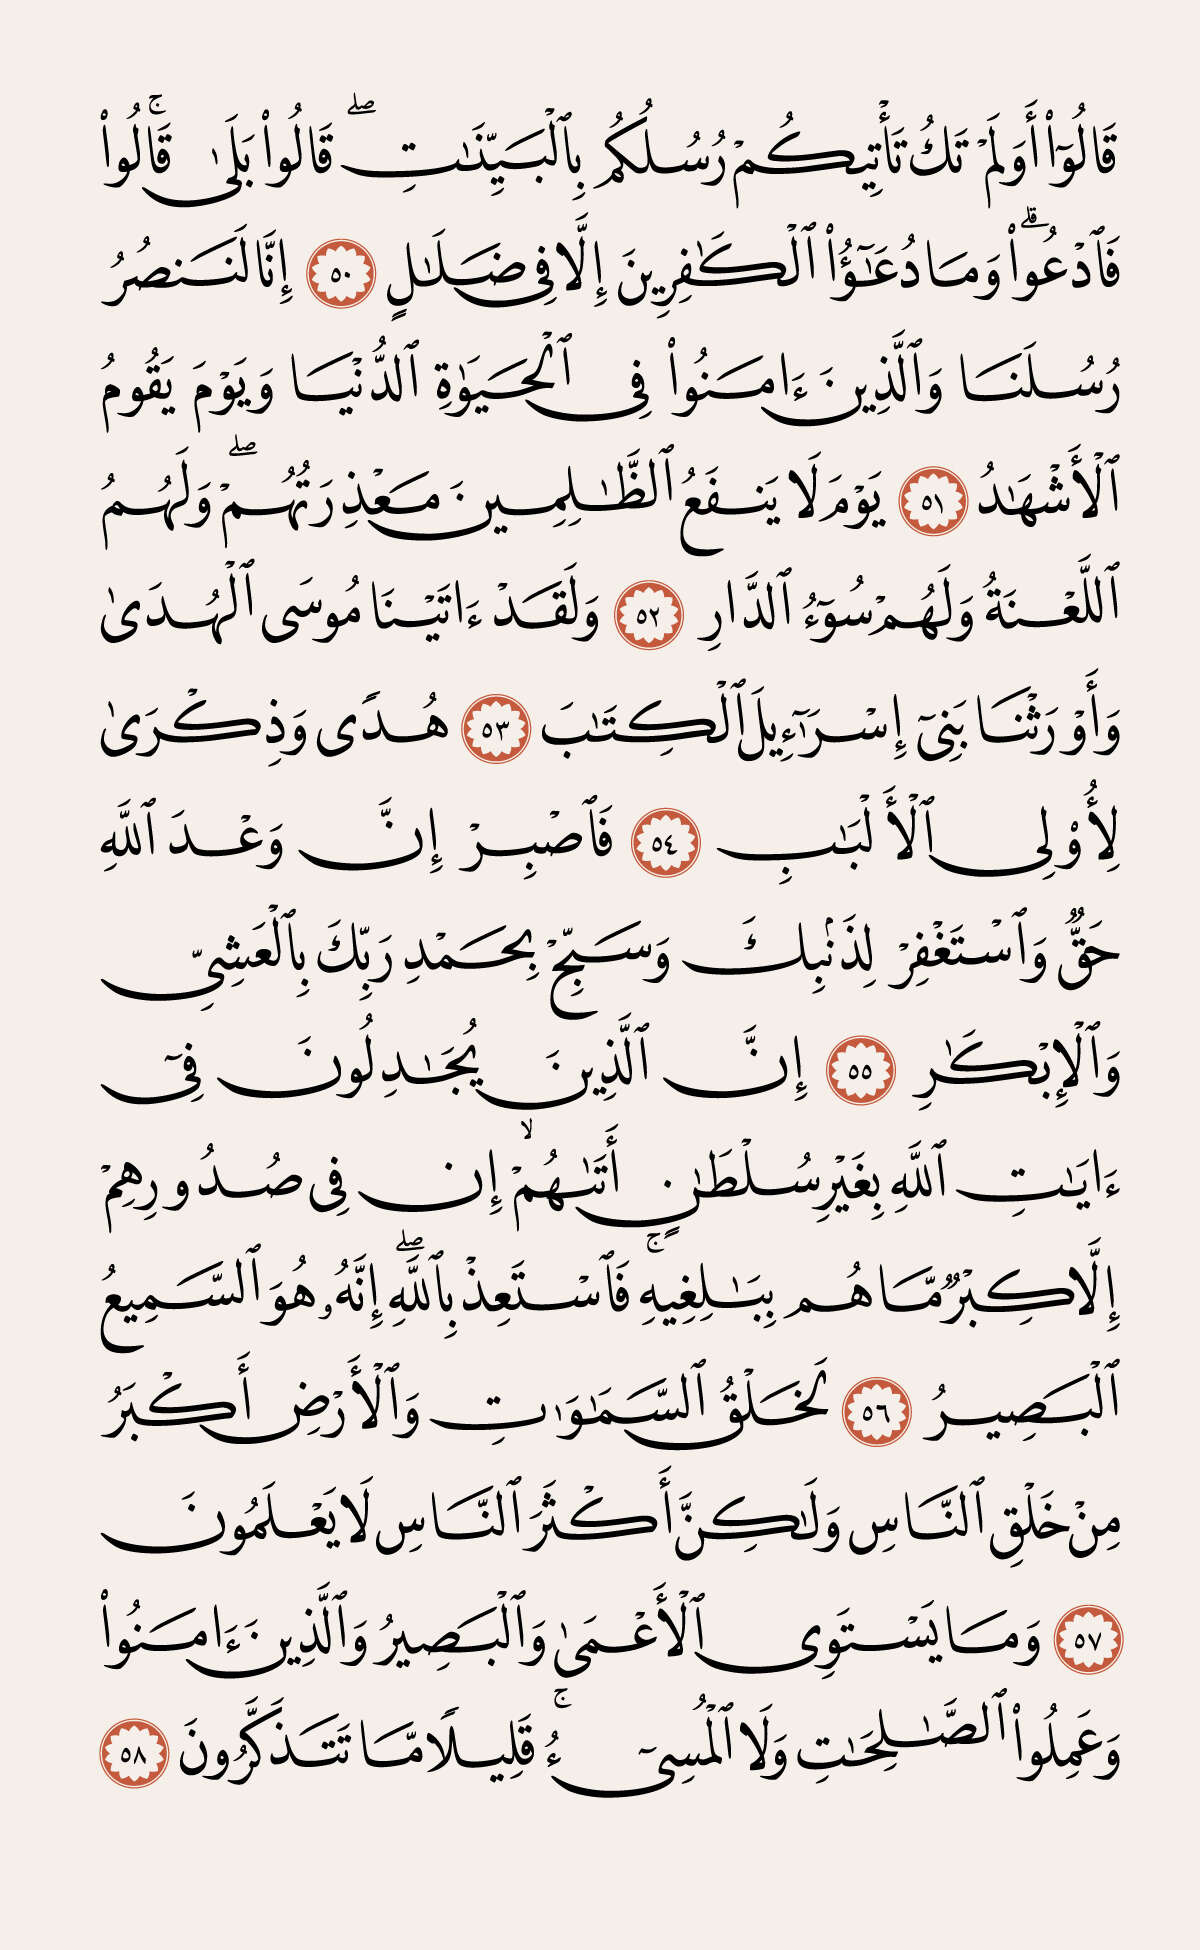 قَالُوٓا۟ أَوَلَمْ تَكُ تَأْتِيكُمْ رُسُلُكُم بِٱلْبَيِّنَـٰتِ ۖ قَالُوا۟ بَلَىٰ ۚ قَالُوا۟
فَٱدْعُوا۟ ۗ وَمَا دُعَـٰٓؤُا۟ ٱلْكَـٰفِرِينَ إِلَّا فِى ضَلَـٰلٍ ٥٠ إِنَّا لَنَنصُرُ
رُسُلَنَا وَٱلَّذِينَ ءَامَنُوا۟ فِى ٱلْحَيَوٰةِ ٱلدُّنْيَا وَيَوْمَ يَقُومُ
ٱلْأَشْهَـٰدُ ٥١ يَوْمَ لَا يَنفَعُ ٱلظَّـٰلِمِينَ مَعْذِرَتُهُمْ ۖ وَلَهُمُ
ٱللَّعْنَةُ وَلَهُمْ سُوٓءُ ٱلدَّارِ ٥٢ وَلَقَدْ ءَاتَيْنَا مُوسَى ٱلْهُدَىٰ
وَأَوْرَثْنَا بَنِىٓ إِسْرَٰٓءِيلَ ٱلْكِتَـٰبَ ٥٣ هُدًى وَذِكْرَىٰ
لِأُو۟لِى ٱلْأَلْبَـٰبِ ٥٤ فَٱصْبِرْ إِنَّ وَعْدَ ٱللَّهِ
حَقٌّ وَٱسْتَغْفِرْ لِذَنۢبِكَ وَسَبِّحْ بِحَمْدِ رَبِّكَ بِٱلْعَشِىِّ
وَٱلْإِبْكَـٰرِ ٥٥ إِنَّ ٱلَّذِينَ يُجَـٰدِلُونَ فِىٓ
ءَايَـٰتِ ٱللَّهِ بِغَيْرِ سُلْطَـٰنٍ أَتَىٰهُمْ ۙ إِن فِى صُدُورِهِمْ
إِلَّا كِبْرٌ مَّا هُم بِبَـٰلِغِيهِ ۚ فَٱسْتَعِذْ بِٱللَّهِ ۖ إِنَّهُۥ هُوَ ٱلسَّمِيعُ
ٱلْبَصِيرُ ٥٦ لَخَلْقُ ٱلسَّمَـٰوَٰتِ وَٱلْأَرْضِ أَكْبَرُ
مِنْ خَلْقِ ٱلنَّاسِ وَلَـٰكِنَّ أَكْثَرَ ٱلنَّاسِ لَا يَعْلَمُونَ
٥٧ وَمَا يَسْتَوِى ٱلْأَعْمَىٰ وَٱلْبَصِيرُ وَٱلَّذِينَ ءَامَنُوا۟
وَعَمِلُوا۟ ٱلصَّـٰلِحَـٰتِ وَلَا ٱلْمُسِىٓءُ ۚ قَلِيلًا مَّا تَتَذَكَّرُونَ ٥٨